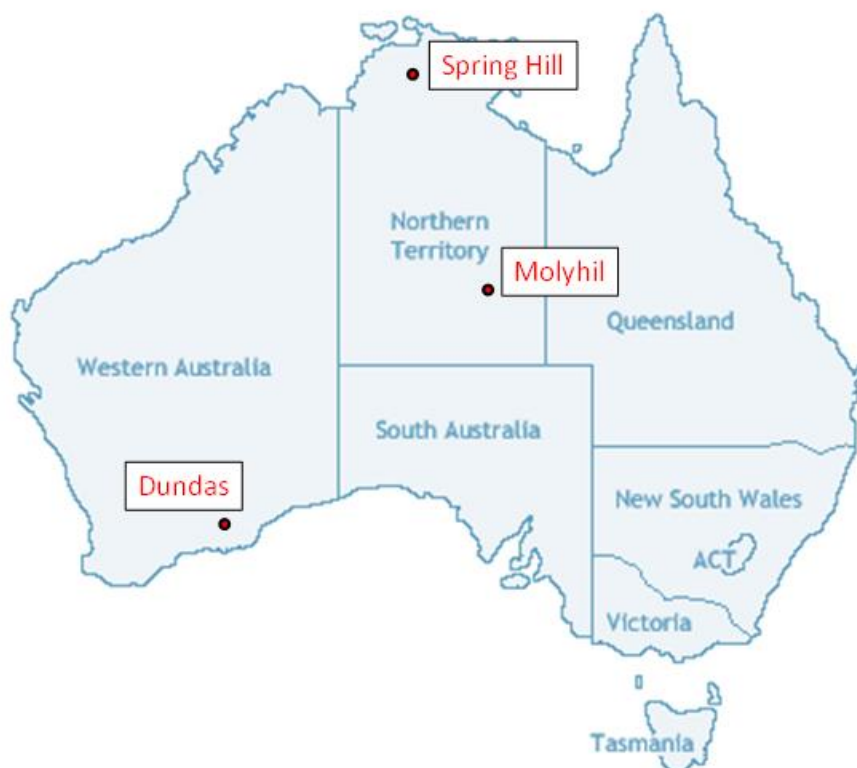 Spring Hill
Northern
Territory
Molyhil
Queensland
Western Australia
South Australia
Dundas
New South Wales
ACT
Victoria
Tasmania